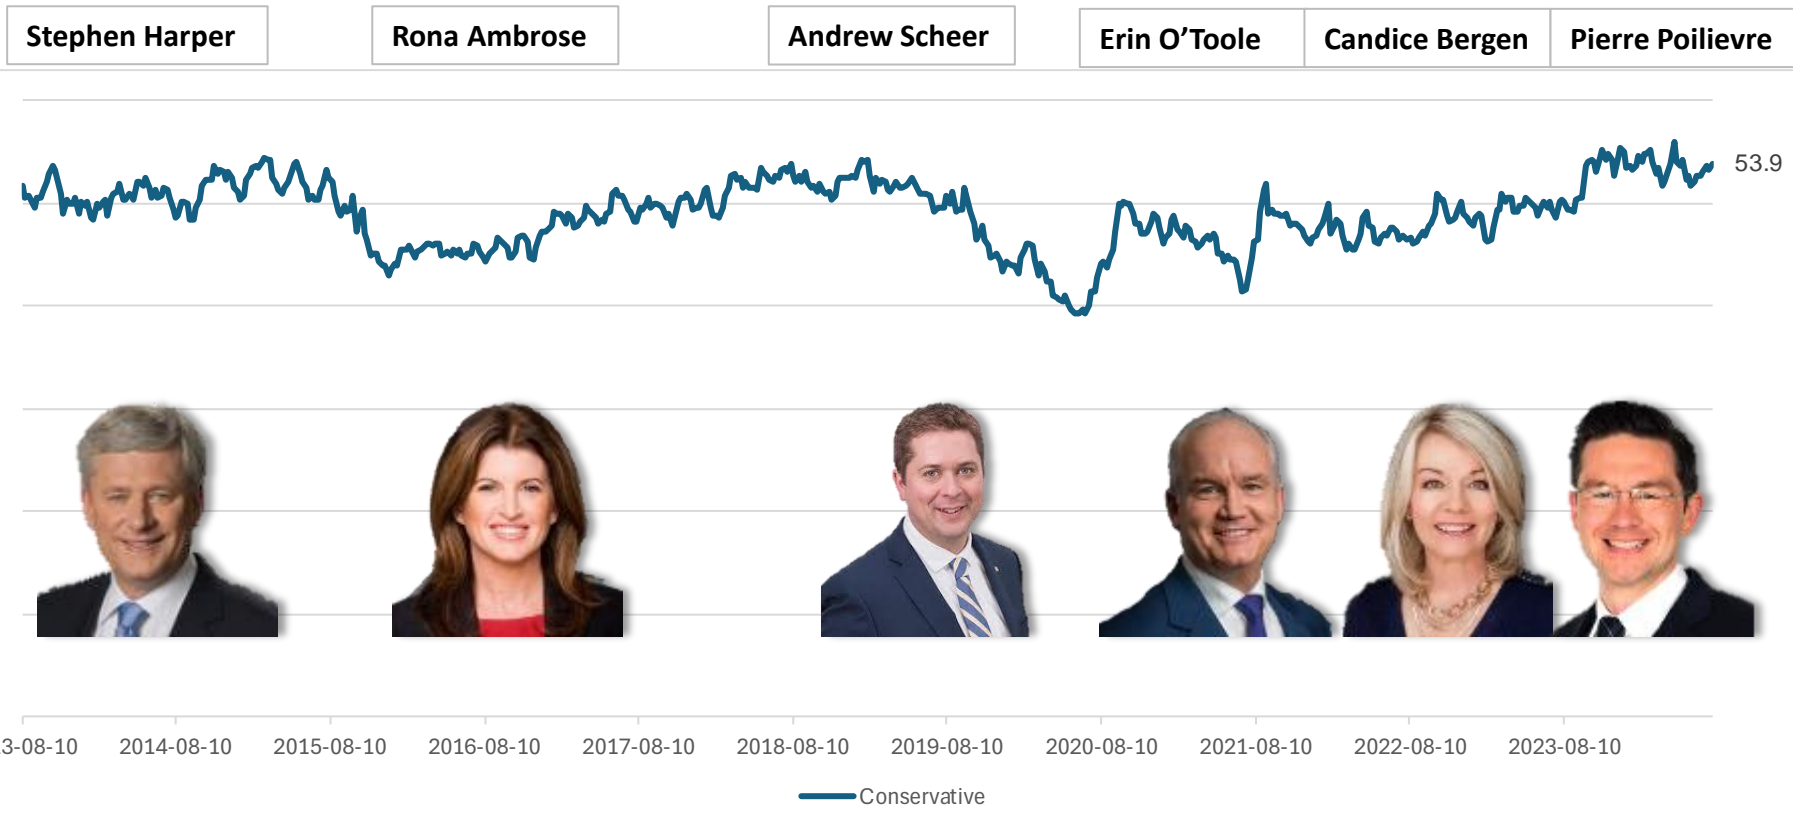 Stephen Harper
Rona Ambrose
Andrew Scheer
Erin O'Toole
Candice Bergen
Pierre Poilievre
53.9
3-08-10 2014-08-10 2015-08-10 2016-08-10 2017-08-10 2018-08-10 2019-08-10 2020-08-10 2021-08-10 2022-08-10 2023-08-10
Conservative